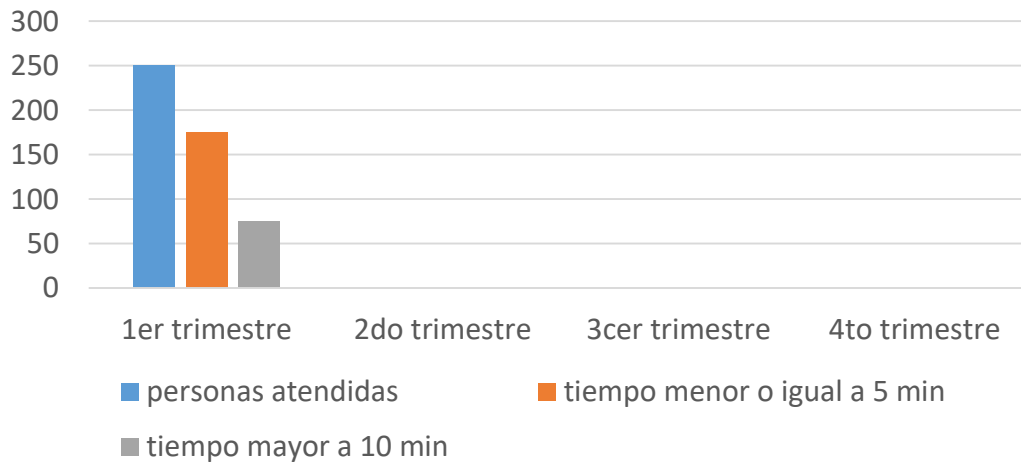 300
250
200
150
100
50
0
1er trimestre 2do trimestre 3cer trimestre 4to trimestre
personas atendidas tiempo menor o igual a 5 min
tiempo mayor a 10 min